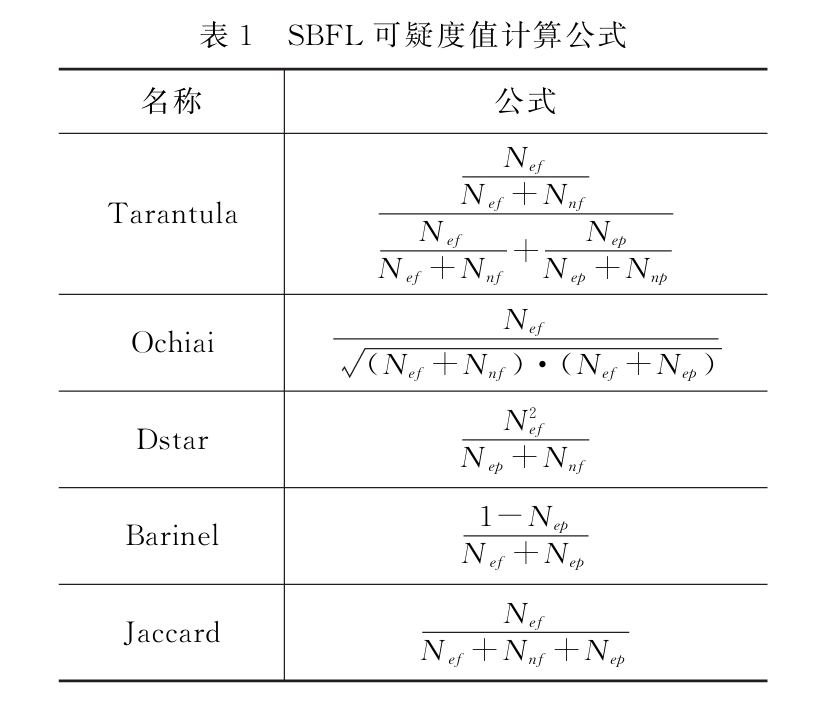 表1 SBFL可疑度值计算公式
名称 公式
Tarantula \frac{\frac{N_{ef}}{N_{ef}+N_{nf}}}{\frac{N_{ef}}{N_{ef}+N_{nf}}+\frac{N_{ep}}{N_{ep}+N_{np}}}
Ochiai \frac{N_{ef}}{\sqrt{(N_{ef}+N_{nf})·(N_{ef}+N_{ep})}}
Dstar \frac{N_{ef}^{2}}{N_{ep}+N_{nf}}
Barinel \frac{1-N_{ep}}{N_{ef}+N_{ep}}
Jaccard \frac{N_{ef}}{N_{ef}+N_{nf}+N_{ep}}